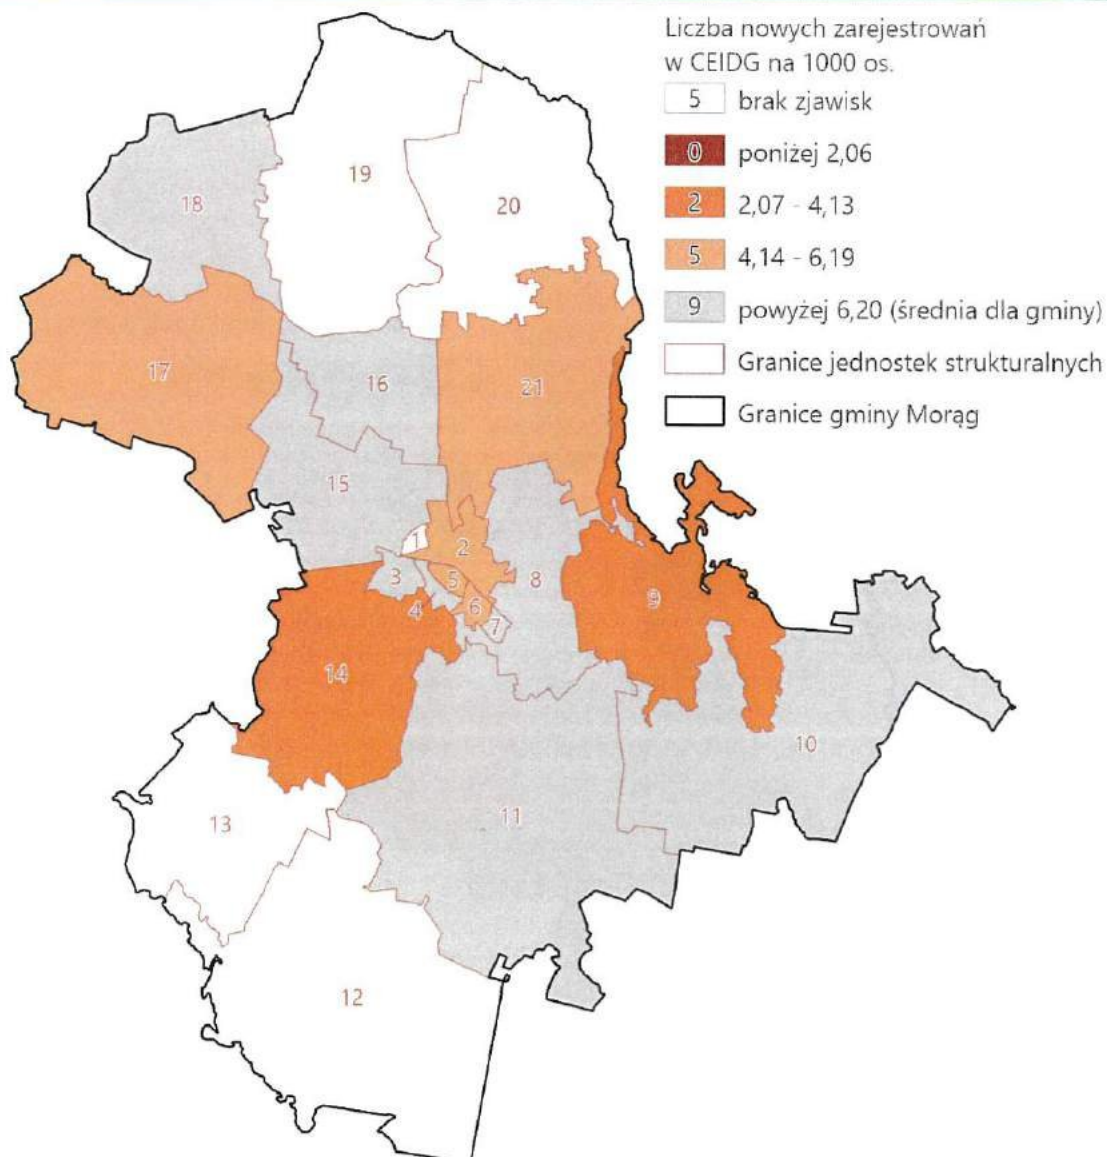 Liczba nowych zarejestrowań
w CEIDG na 1000 os.
5 brak zjawisk
0 poniżej 2,06
2 2,07 - 4,13
5 4,14 - 6,19
9 powyżej 6,20 (średnia dla gminy)
Granice jednostek strukturalnych
Granice gminy Morąg
19
18
20
17
16
21
15
1
2
3
5
8
4
6
9
7
14
10
11
13
12